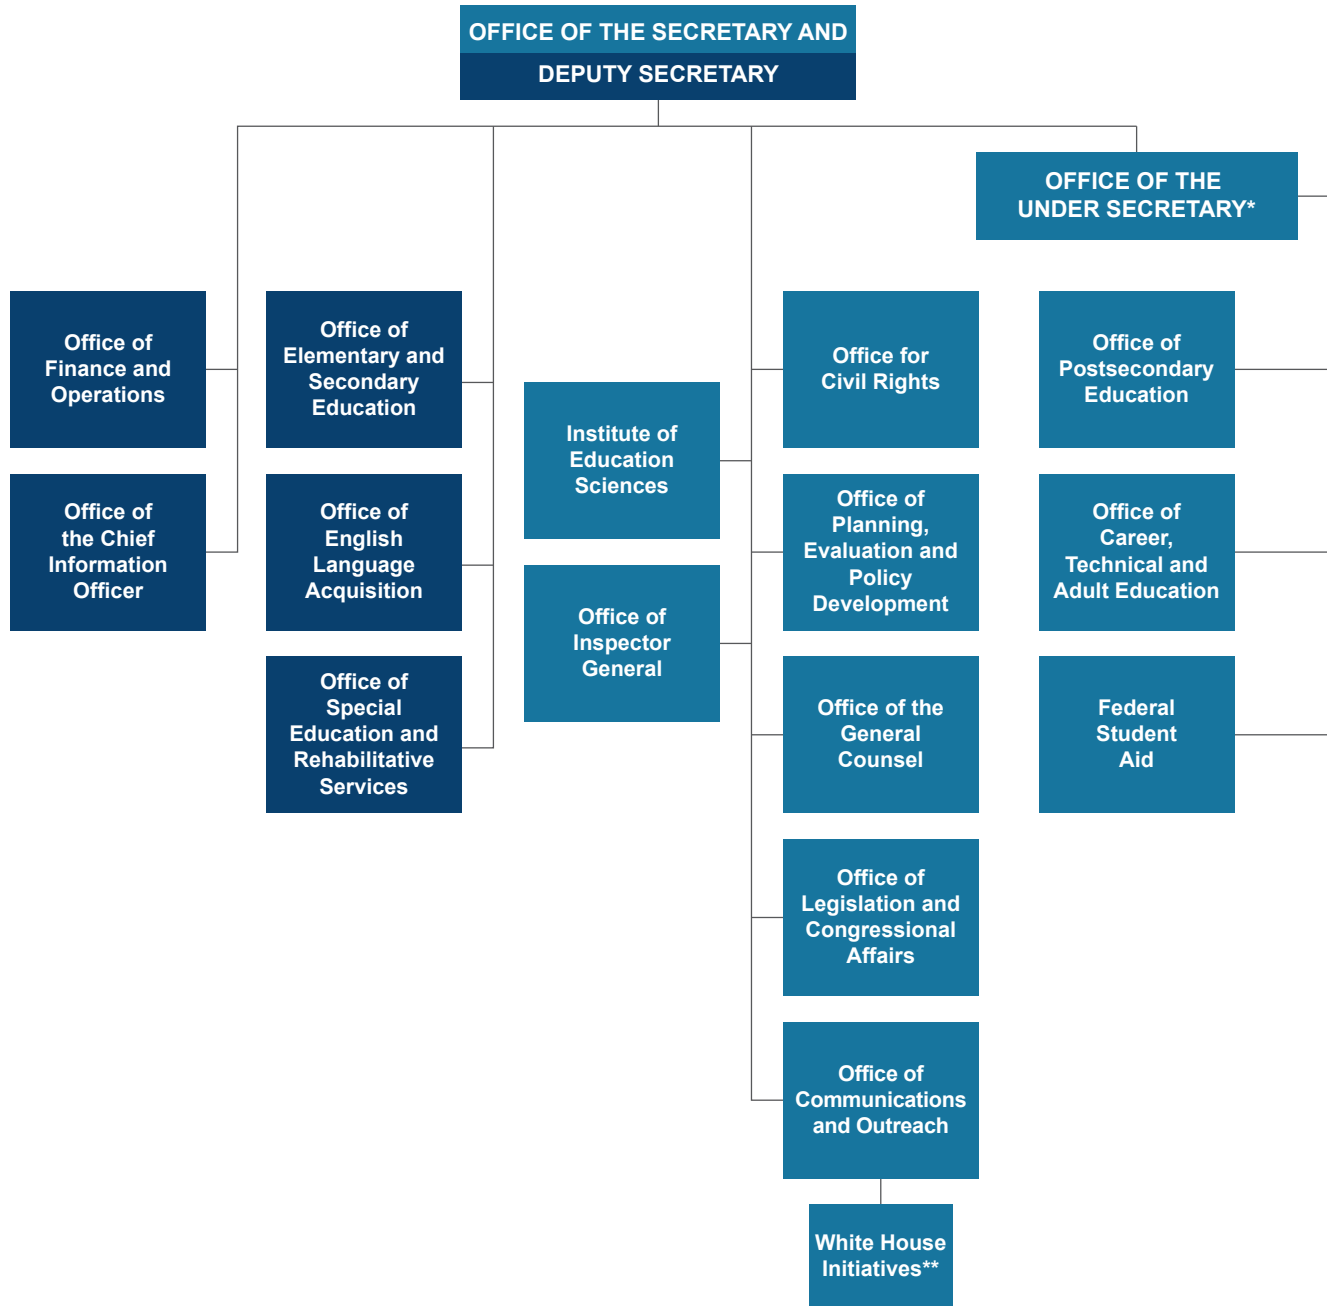 OFFICE OF THE SECRETARY AND
DEPUTY SECRETARY
OFFICE OF THE
UNDER SECRETARY*
Office of
Finance and
Operations
Office of
the Chief
Information
Officer
Office of
Elementary and
Secondary
Education
Office of
English
Language
Acquisition
Office of
Special
Education and
Rehabilitative
Services
Institute of
Education
Sciences
Office of
Inspector
General
Office for
Civil Rights
Office of
Planning,
Evaluation and
Policy
Development
Office of the
General
Counsel
Office of
Legislation and
Congressional
Affairs
Office of
Communications
and Outreach
White House
Initiatives**
Office of
Postsecondary
Education
Office of
Career,
Technical and
Adult Education
Federal
Student
Aid